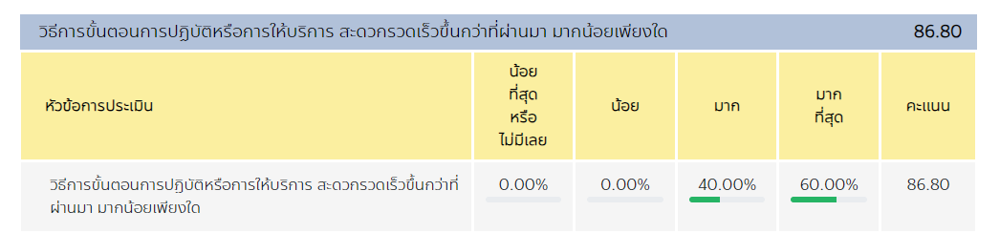 วิธีการขั้นตอนการปฏิบัติหรือการให้บริการ สะดวกรวดเร็วขึ้นกว่าที่ผ่านมา มากน้อยเพียงใด 86.80
หัวข้อการประเมิน
น้อย
ที่สุด
หรือ
ไม่มีเลย
น้อย
มาก
มาก
ที่สุด
คะแนน
วิธีการขั้นตอนการปฏิบัติหรือการให้บริการ สะดวกรวดเร็วขึ้นกว่าที่
ผ่านมา มากน้อยเพียงใด
0.00% 0.00% 40.00% 60.00% 86.80